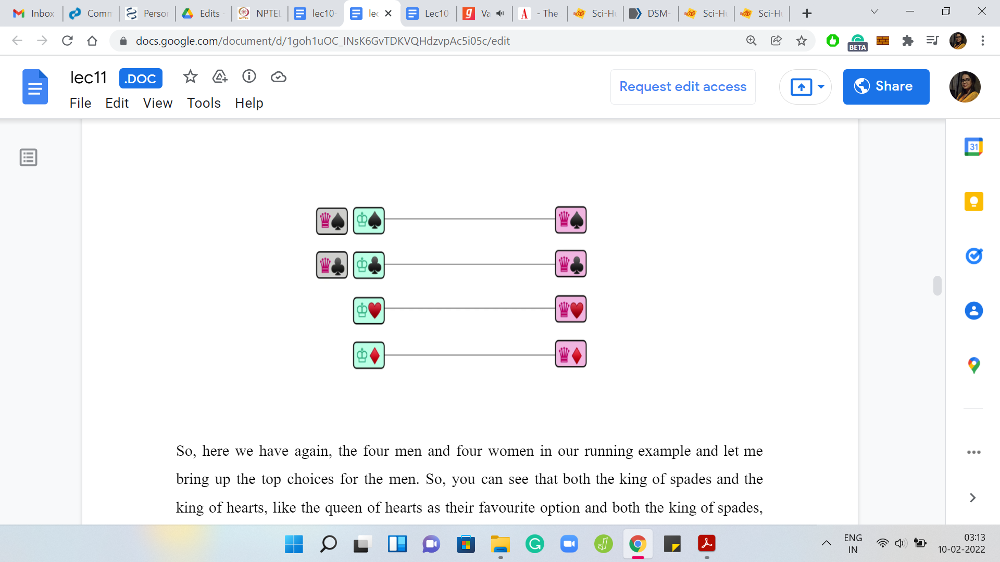 Inbox
Comm
Person
Edits -
NPTEL
lec10-
lec
Lec10
Va
- The
Sci-Hu
DSM-
Sci-Hu
Sci-Hu
docs.google.com/document/d/1goh1uOC_INsK6GvTDKVQHdzvpAc5i05c/edit
BETA
lec11 .DOC
Request edit access
Share
File Edit View Tools Help
31
So, here we have again, the four men and four women in our running example and let me
bring up the top choices for the men. So, you can see that both the king of spades and the
king of hearts, like the queen of hearts as their favourite option and both the king of spades,
ENG
IN
03:13
10-02-2022